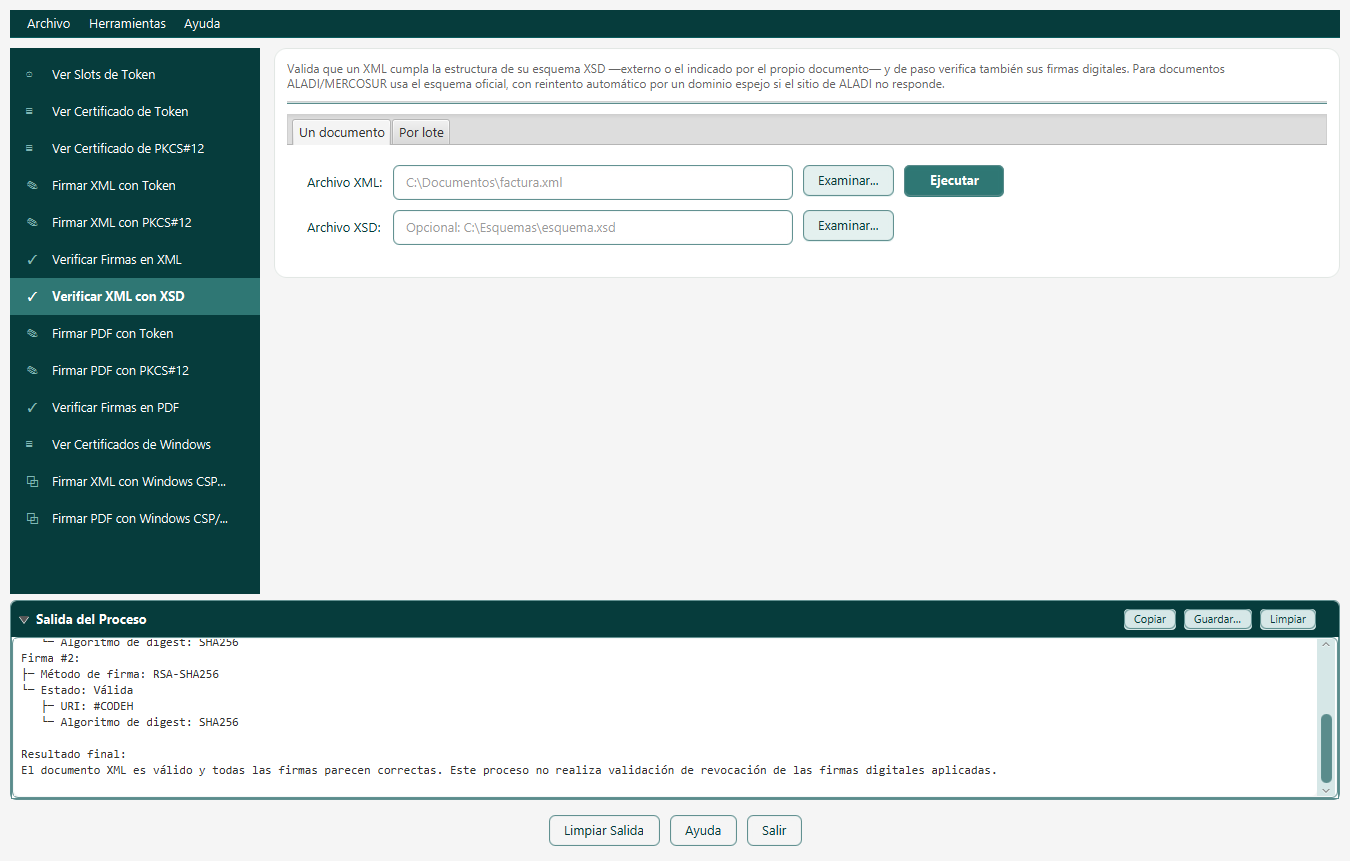 Archivo Herramientas Ayuda
Ver Slots de Token
Ver Certificado de Token
Ver Certificado de PKCS#12
Firmar XML con Token
Firmar XML con PKCS#12
Verificar Firmas en XML
Verificar XML con XSD
Firmar PDF con Token
Firmar PDF con PKCS#12
Verificar Firmas en PDF
Ver Certificados de Windows
Firmar XML con Windows CSP...
Firmar PDF con Windows CSP/...
Valida que un XML cumpla la estructura de su esquema XSD —externo o el indicado por el propio documento— y de paso verifica también sus firmas digitales. Para documentos
ALADI/MERCOSUR usa el esquema oficial, con reintento automático por un dominio espejo si el sitio de ALADI no responde.
Un documento Por lote
Archivo XML: C:\Documentos\factura.xml Examinar... Ejecutar
Archivo XSD: Opcional: C:\Esquemas\esquema.xsd Examinar...
Salida del Proceso Copiar Guardar... Limpiar
└─ Algoritmo de digest: SHA256
Firma #2:
├─ Método de firma: RSA-SHA256
└─ Estado: Válida
├─ URI: #CODEH
└─ Algoritmo de digest: SHA256
Resultado final:
El documento XML es válido y todas las firmas parecen correctas. Este proceso no realiza validación de revocación de las firmas digitales aplicadas.
Limpiar Salida Ayuda Salir